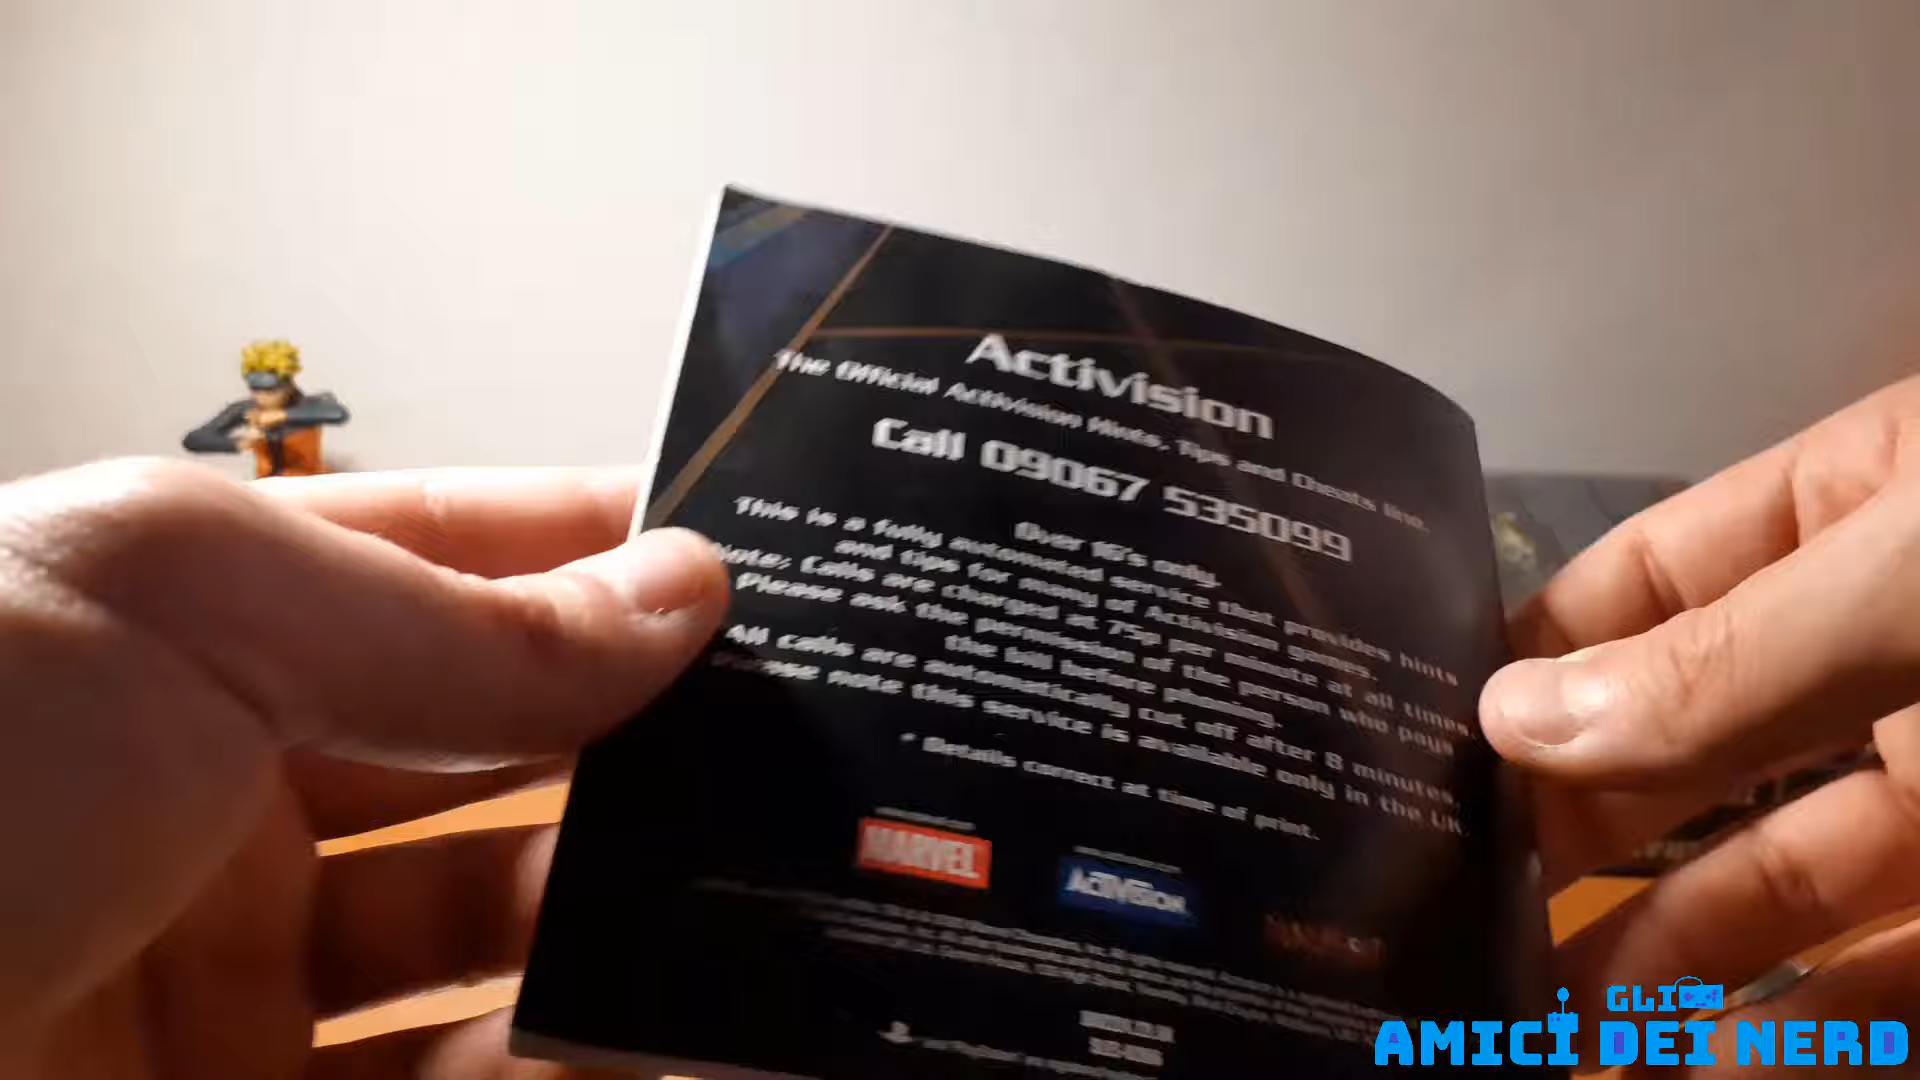 Activision
The Official Activision Hints, Tips and Cheats line.
Call 09067 535099
Over 18's only.
This is a fully automated service that provides hints
and tips for many of Activision games.
Note; Calls are charged at 75p per minute at all times.
Please ask the permission of the person who pays
the bill before phoning.
All calls are automatically cut off after 8 minutes.
Please note this service is available only in the UK
* Details correct at time of print.
MARVEL
ACTIVISION
GLI
AMICI DEI NERD